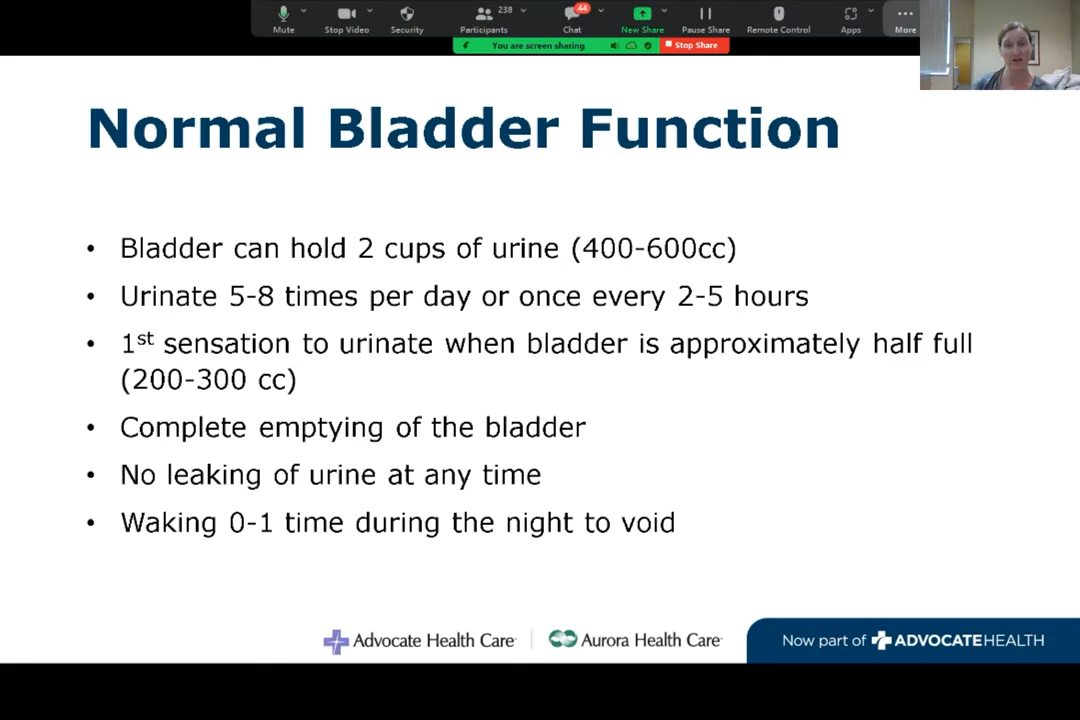 238
44
Mute
Stop Video
Security
Participants
Chat
New Share
Pause Share
Remote Control
Apps
More
You are screen sharing
Stop Share
Normal Bladder Function
• Bladder can hold 2 cups of urine (400-600cc)
• Urinate 5-8 times per day or once every 2-5 hours
• 1st sensation to urinate when bladder is approximately half full
(200-300 cc)
• Complete emptying of the bladder
• No leaking of urine at any time
• Waking 0-1 time during the night to void
Advocate Health Care
Aurora Health Care
Now part of ADVOCATEHEALTH